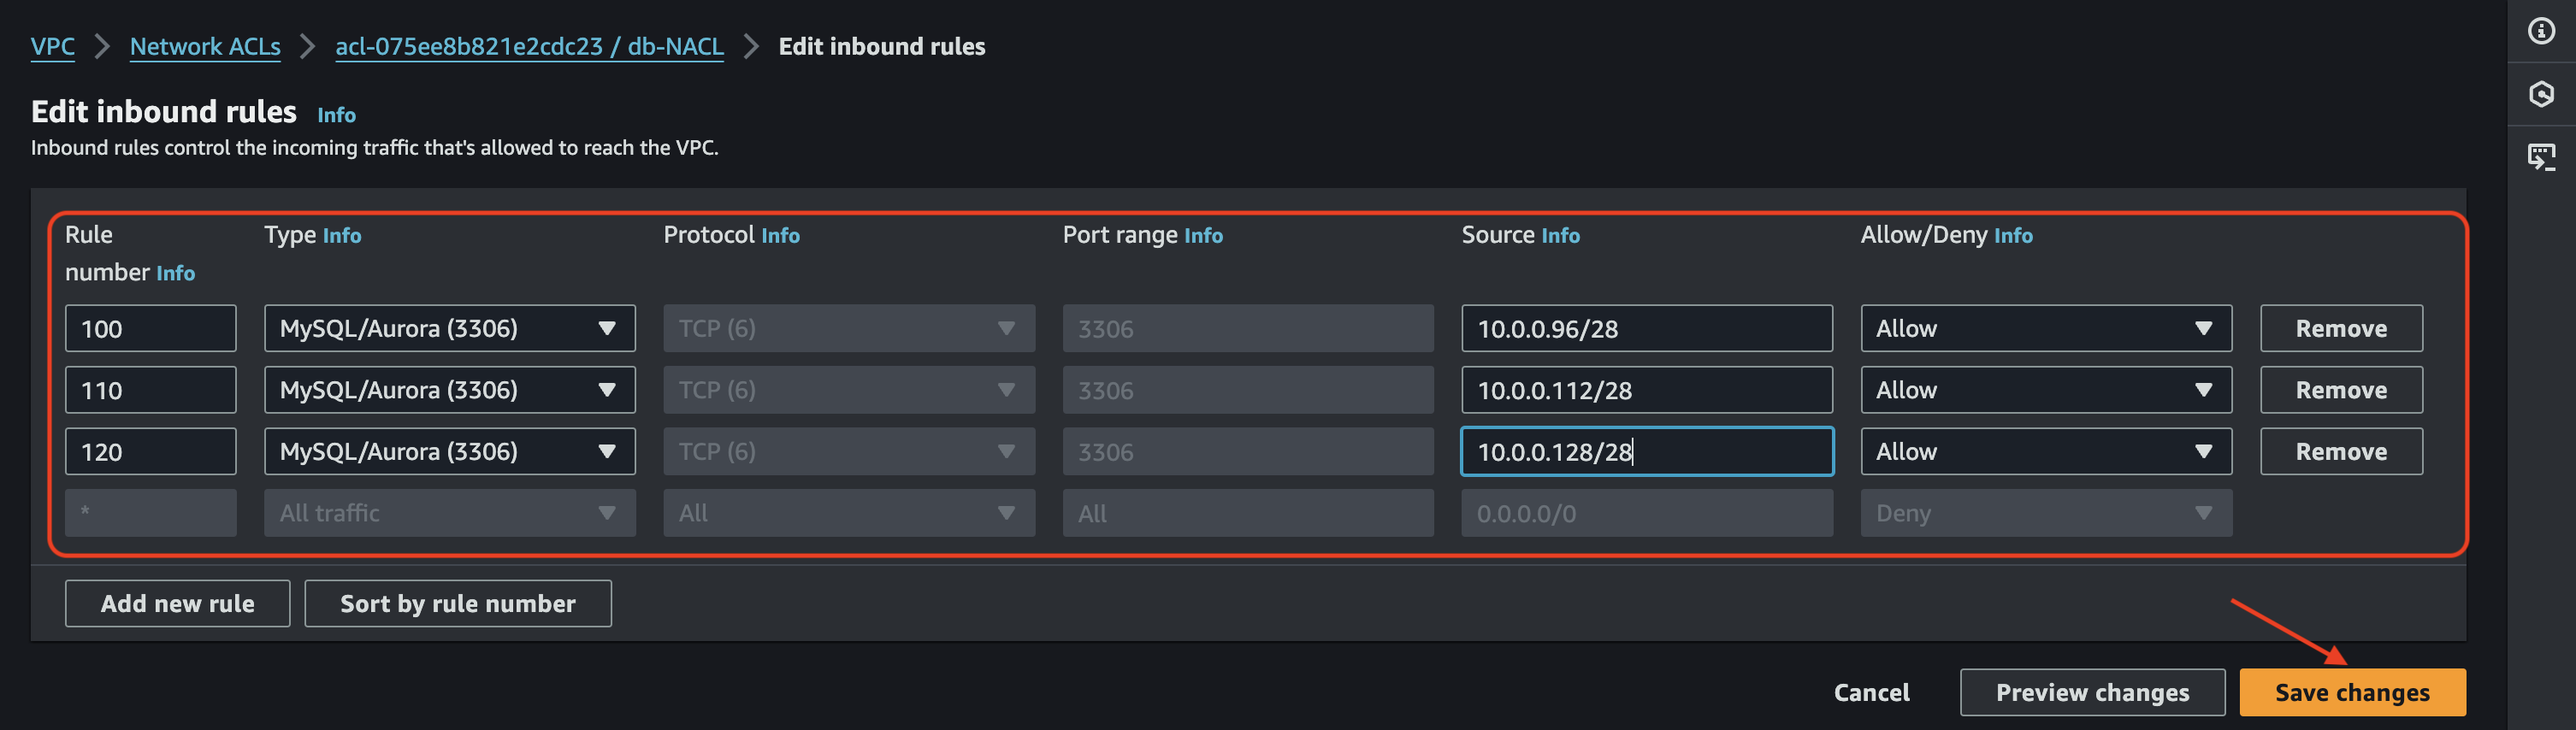 VPC > Network ACLs > acl-075ee8b821e2cdc23 / db-NACL > Edit inbound rules
Edit inbound rules Info
Inbound rules control the incoming traffic that's allowed to reach the VPC.
Rule number Info Type Info Protocol Info Port range Info Source Info Allow/Deny Info
100 MySQL/Aurora (3306) TCP (6) 3306 10.0.0.96/28 Allow Remove
110 MySQL/Aurora (3306) TCP (6) 3306 10.0.0.112/28 Allow Remove
120 MySQL/Aurora (3306) TCP (6) 3306 10.0.0.128/28 Allow Remove
* All traffic All All 0.0.0.0/0 Deny
Add new rule Sort by rule number
Cancel Preview changes Save changes